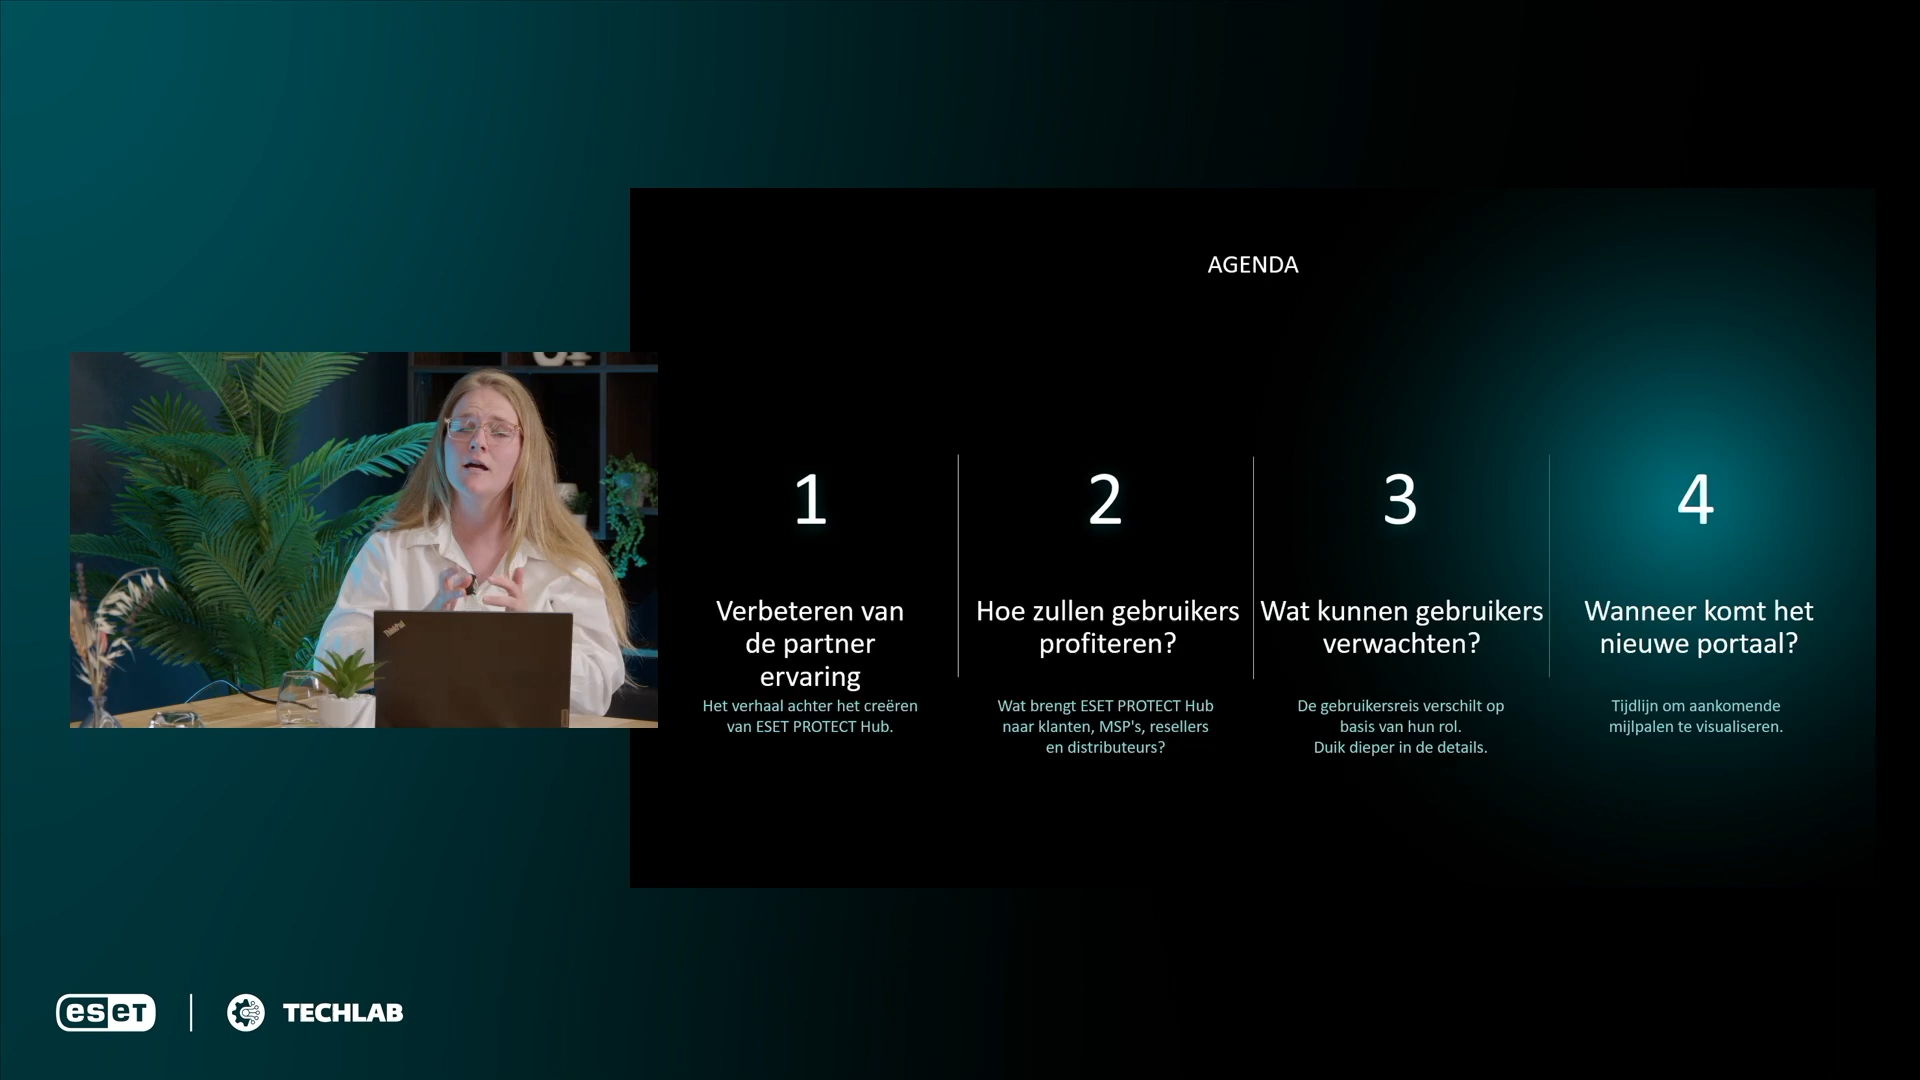 AGENDA
1
Verbeteren van
de partner
ervaring
Het verhaal achter het creëren
van ESET PROTECT Hub.
2
Hoe zullen gebruikers
profiteren?
Wat brengt ESET PROTECT Hub
naar klanten, MSP's, resellers
en distributeurs?
3
Wat kunnen gebruikers
verwachten?
De gebruikersreis verschilt op
basis van hun rol.
Duik dieper in de details.
4
Wanneer komt het
nieuwe portaal?
Tijdlijn om aankomende
mijlpalen te visualiseren.
ThinkPad
eseT
TECHLAB